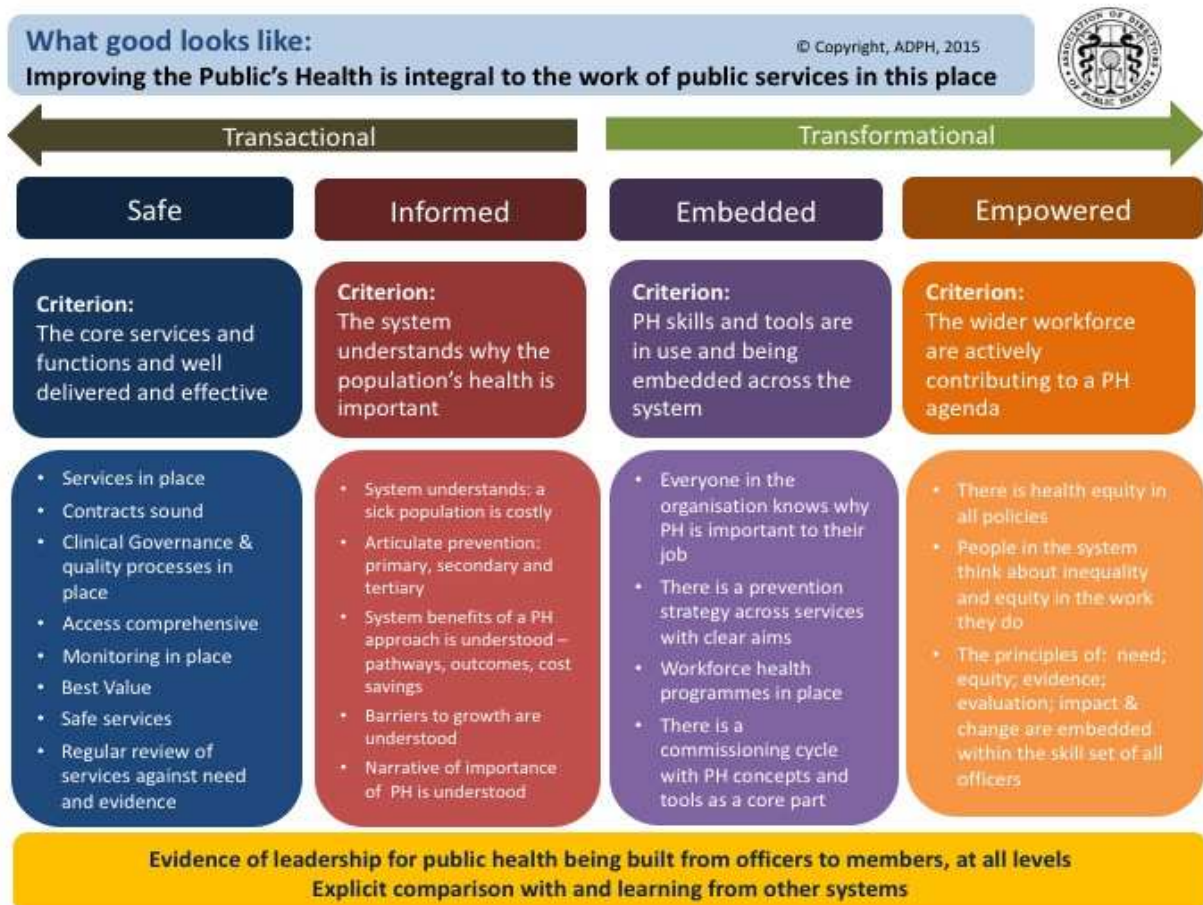 What good looks like:
© Copyright, ADPH, 2015
Improving the Public's Health is integral to the work of public services in this place
ASSOCIATION OF DIRECTORS
OF PUBLIC HEALTH
Transactional
Transformational
Safe
Informed
Embedded
Empowered
Criterion:
The core services and
functions and well
delivered and effective
Criterion:
The system
understands why the
population's health is
important
Criterion:
PH skills and tools are
in use and being
embedded across the
system
Criterion:
The wider workforce
are actively
contributing to a PH
agenda
• Services in place
• Contracts sound
• Clinical Governance &
quality processes in
place
• Access comprehensive
• Monitoring in place
• Best Value
• Safe services
• Regular review of
services against need
and evidence
• System understands: a
sick population is costly
• Articulate prevention:
primary, secondary and
tertiary
• System benefits of a PH
approach is understood –
pathways, outcomes, cost
savings
• Barriers to growth are
understood
• Narrative of importance
of PH is understood
• Everyone in the
organisation knows why
PH is important to their
job
• There is a prevention
strategy across services
with clear aims
• Workforce health
programmes in place
• There is a
commissioning cycle
with PH concepts and
tools as a core part
• There is health equity in
all policies
• People in the system
think about inequality
and equity in the work
they do
• The principles of: need;
equity; evidence;
evaluation; impact &
change are embedded
within the skill set of all
officers
Evidence of leadership for public health being built from officers to members, at all levels
Explicit comparison with and learning from other systems